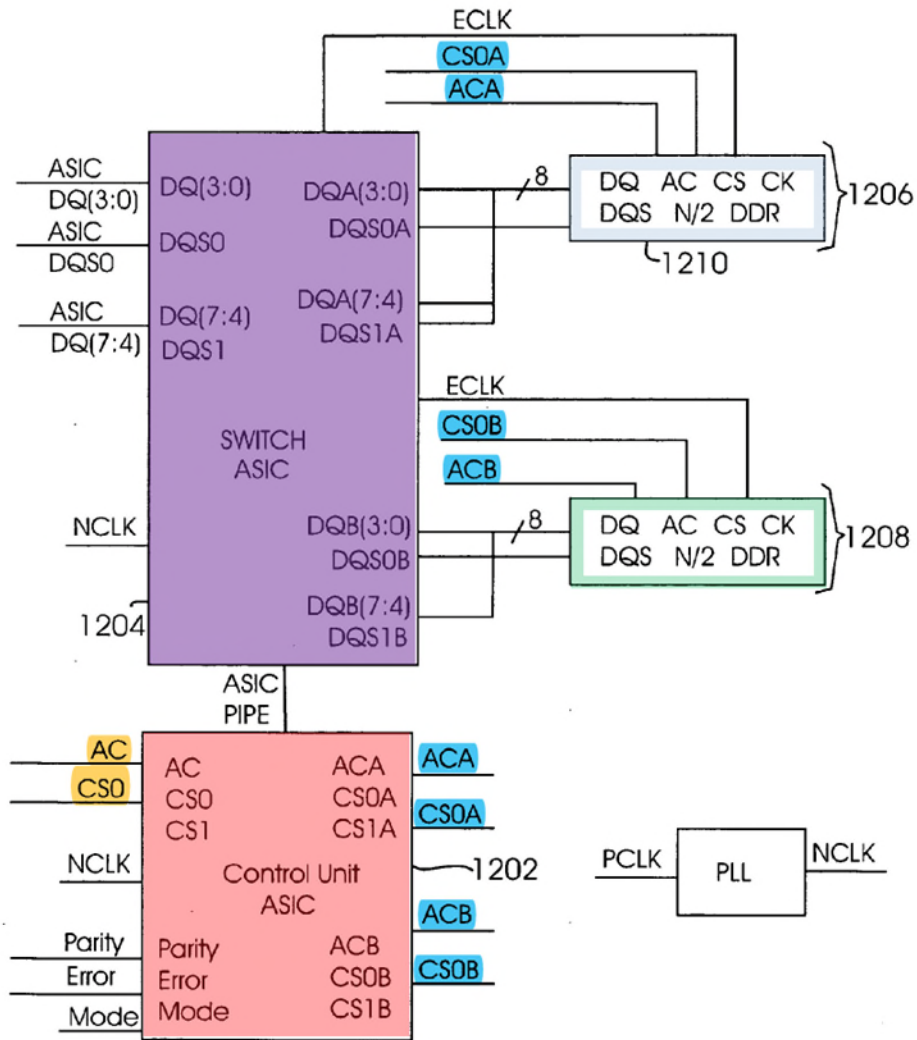 ECLK
CS0A
ACA
ASIC
DQ(3:0)
ASIC
DQS0
ASIC
DQ(7:4)
DQ(3:0)
DQS0
DQ(7:4)
DQS1
DQA(3:0)
DQS0A
DQA(7:4)
DQS1A
8
DQ AC CS CK
DQS N/2 DDR
1206
1210
SWITCH
ASIC
ECLK
CS0B
ACB
NCLK
DQB(3:0)
DQS0B
DQB(7:4)
DQS1B
8
DQ AC CS CK
DQS N/2 DDR
1208
1204
ASIC
PIPE
AC
CS0
NCLK
Parity
Error
Mode
AC
CS0
CS1
ACA
CS0A
CS1A
Control Unit
ASIC
Parity
Error
Mode
ACB
CS0B
CS1B
ACA
CS0A
1202
ACB
CS0B
PCLK
PLL
NCLK